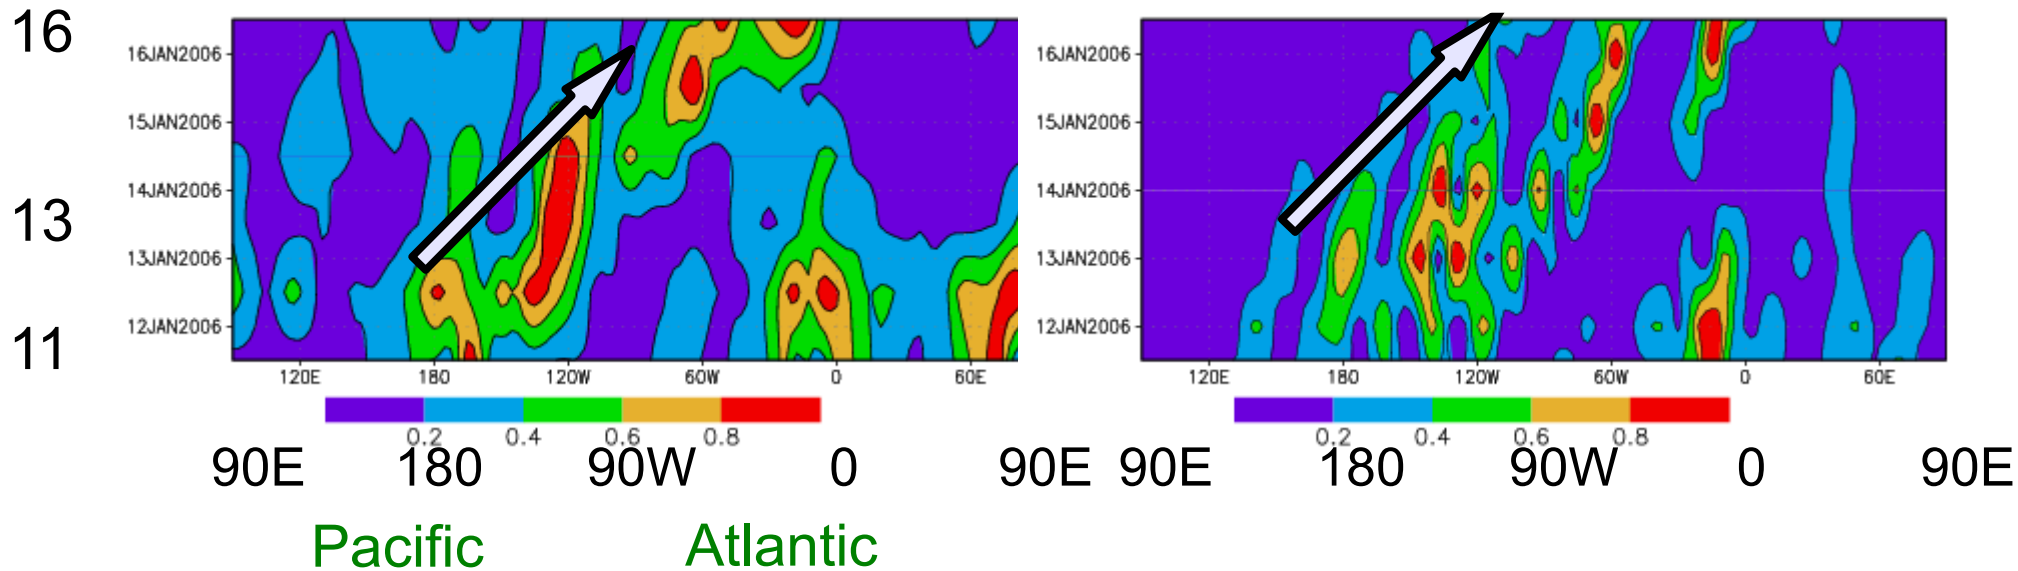 16
13
11
16JAN2006
15JAN2006
14JAN2006
13JAN2006
12JAN2006
120E 180 120W 60W 0 60E
0.2 0.4 0.6 0.8
16JAN2006
15JAN2006
14JAN2006
13JAN2006
12JAN2006
120E 180 120W 60W 0 60E
0.2 0.4 0.6 0.8
90E 180 90W 0 90E 90E 180 90W 0 90E
Pacific Atlantic